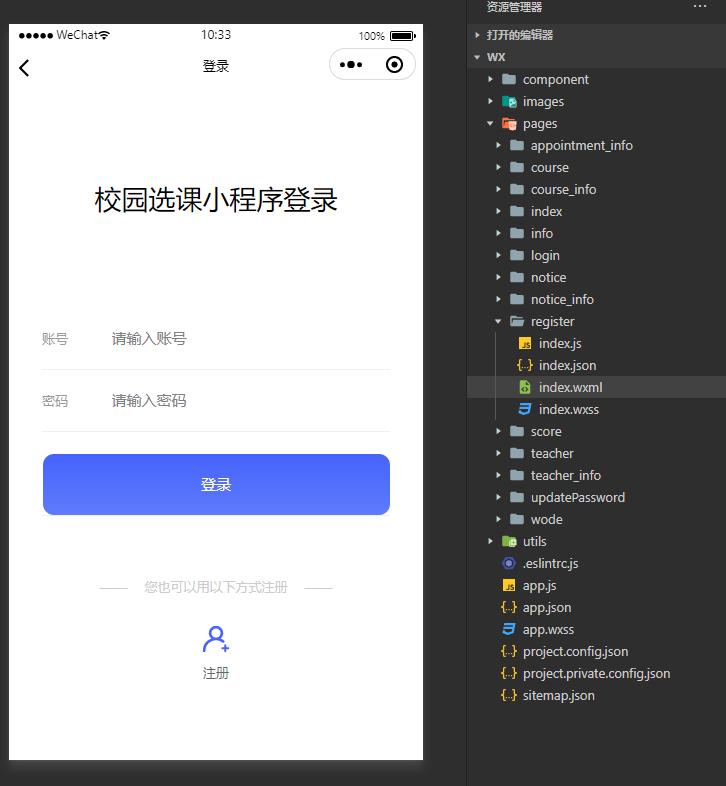 WeChat
10:33
100%
登录
校园选课小程序登录
账号
请输入账号
密码
请输入密码
登录
您也可以用以下方式注册
注册
资源管理器
打开的编辑器
WX
component
images
pages
appointment_info
course
course_info
index
info
login
notice
notice_info
register
index.js
index.json
index.wxml
index.wxss
score
teacher
teacher_info
updatePassword
wode
utils
.eslintrc.js
app.js
app.json
app.wxss
project.config.json
project.private.config.json
sitemap.json